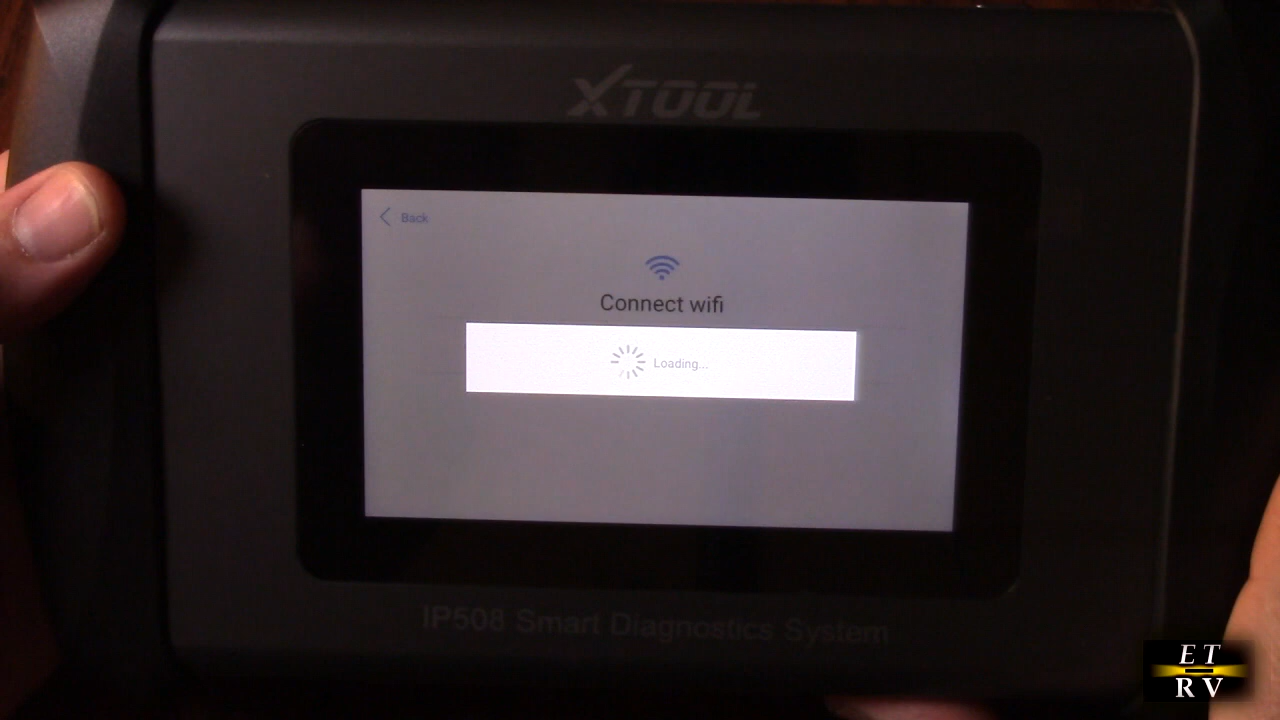 XTOOL
Back
Connect wifi
Loading...
IP508 Smart Diagnostics System
ET
RV